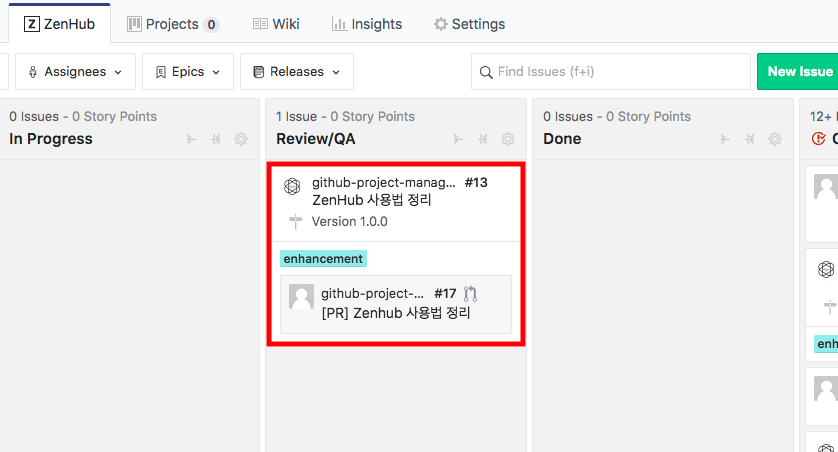 ZenHub Projects 0 Wiki Insights Settings
Assignees Epics Releases Find Issues (f+i) New Issue
0 Issues - 0 Story Points
In Progress
1 Issue - 0 Story Points
Review/QA
github-project-manag... #13
ZenHub 사용법 정리
Version 1.0.0
enhancement
github-project-... #17
[PR] Zenhub 사용법 정리
0 Issues - 0 Story Points
Done
12+
enh